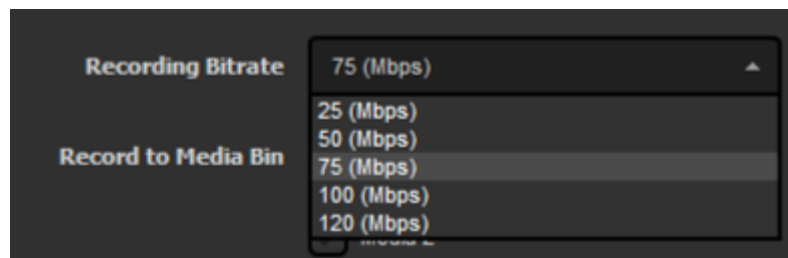 Recording Bitrate 75 (Mbps)
25 (Mbps)
50 (Mbps)
Record to Media Bin
75 (Mbps)
100 (Mbps)
120 (Mbps)